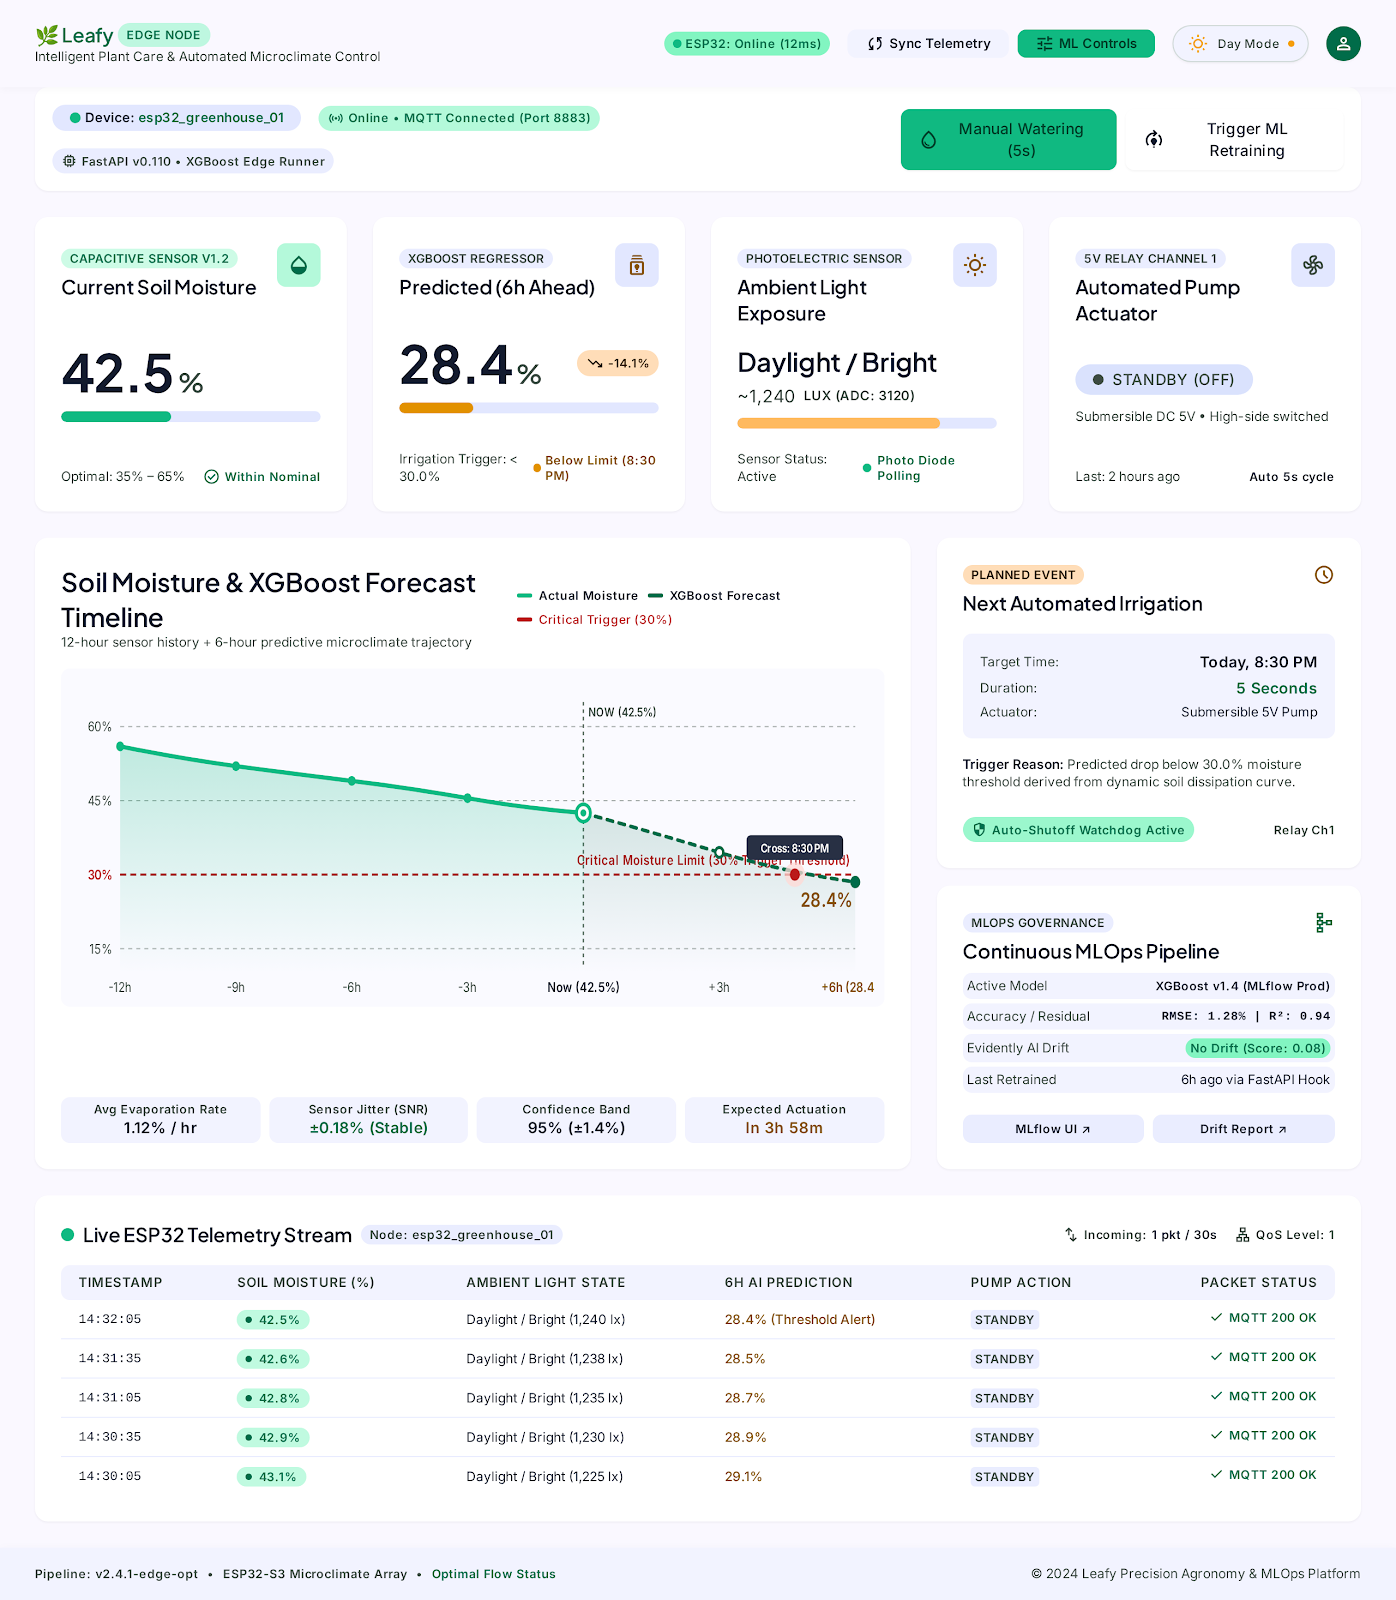 🌿 Leafy EDGE NODE
Intelligent Plant Care & Automated Microclimate Control
ESP32: Online (12ms)
Sync Telemetry
ML Controls
Day Mode
Device: esp32_greenhouse_01
Online • MQTT Connected (Port 8883)
FastAPI v0.110 • XGBoost Edge Runner
Manual Watering
(5s)
Trigger ML
Retraining
CAPACITIVE SENSOR V1.2
Current Soil Moisture
42.5 %
Optimal: 35% – 65%
Within Nominal
XGBOOST REGRESSOR
Predicted (6h Ahead)
28.4 %
-14.1%
Irrigation Trigger: <
30.0%
Below Limit (8:30
PM)
PHOTOELECTRIC SENSOR
Ambient Light
Exposure
Daylight / Bright
~1,240 LUX (ADC: 3120)
Sensor Status:
Active
Photo Diode
Polling
5V RELAY CHANNEL 1
Automated Pump
Actuator
STANDBY (OFF)
Submersible DC 5V • High-side switched
Last: 2 hours ago
Auto 5s cycle
Soil Moisture & XGBoost Forecast
Timeline
12-hour sensor history + 6-hour predictive microclimate trajectory
Actual Moisture
XGBoost Forecast
Critical Trigger (30%)
NOW (42.5%)
60%
45%
Cross: 8:30 PM
Critical Moisture Limit (30% Trigger Threshold)
30%
28.4%
15%
-12h
-9h
-6h
-3h
Now (42.5%)
+3h
+6h (28.4
Avg Evaporation Rate
1.12% / hr
Sensor Jitter (SNR)
±0.18% (Stable)
Confidence Band
95% (±1.4%)
Expected Actuation
In 3h 58m
PLANNED EVENT
Next Automated Irrigation
Target Time: Today, 8:30 PM
Duration: 5 Seconds
Actuator: Submersible 5V Pump
Trigger Reason: Predicted drop below 30.0% moisture
threshold derived from dynamic soil dissipation curve.
Auto-Shutoff Watchdog Active
Relay Ch1
MLOPS GOVERNANCE
Continuous MLOps Pipeline
Active Model XGBoost v1.4 (MLflow Prod)
Accuracy / Residual RMSE: 1.28% | R²: 0.94
Evidently AI Drift No Drift (Score: 0.08)
Last Retrained 6h ago via FastAPI Hook
MLflow UI ↗
Drift Report ↗
Live ESP32 Telemetry Stream
Node: esp32_greenhouse_01
Incoming: 1 pkt / 30s
QoS Level: 1
TIMESTAMP SOIL MOISTURE (%) AMBIENT LIGHT STATE 6H AI PREDICTION PUMP ACTION PACKET STATUS
14:32:05 • 42.5% Daylight / Bright (1,240 lx) 28.4% (Threshold Alert) STANDBY ✓ MQTT 200 OK
14:31:35 • 42.6% Daylight / Bright (1,238 lx) 28.5% STANDBY ✓ MQTT 200 OK
14:31:05 • 42.8% Daylight / Bright (1,235 lx) 28.7% STANDBY ✓ MQTT 200 OK
14:30:35 • 42.9% Daylight / Bright (1,230 lx) 28.9% STANDBY ✓ MQTT 200 OK
14:30:05 • 43.1% Daylight / Bright (1,225 lx) 29.1% STANDBY ✓ MQTT 200 OK
Pipeline: v2.4.1-edge-opt • ESP32-S3 Microclimate Array • Optimal Flow Status
© 2024 Leafy Precision Agronomy & MLOps Platform